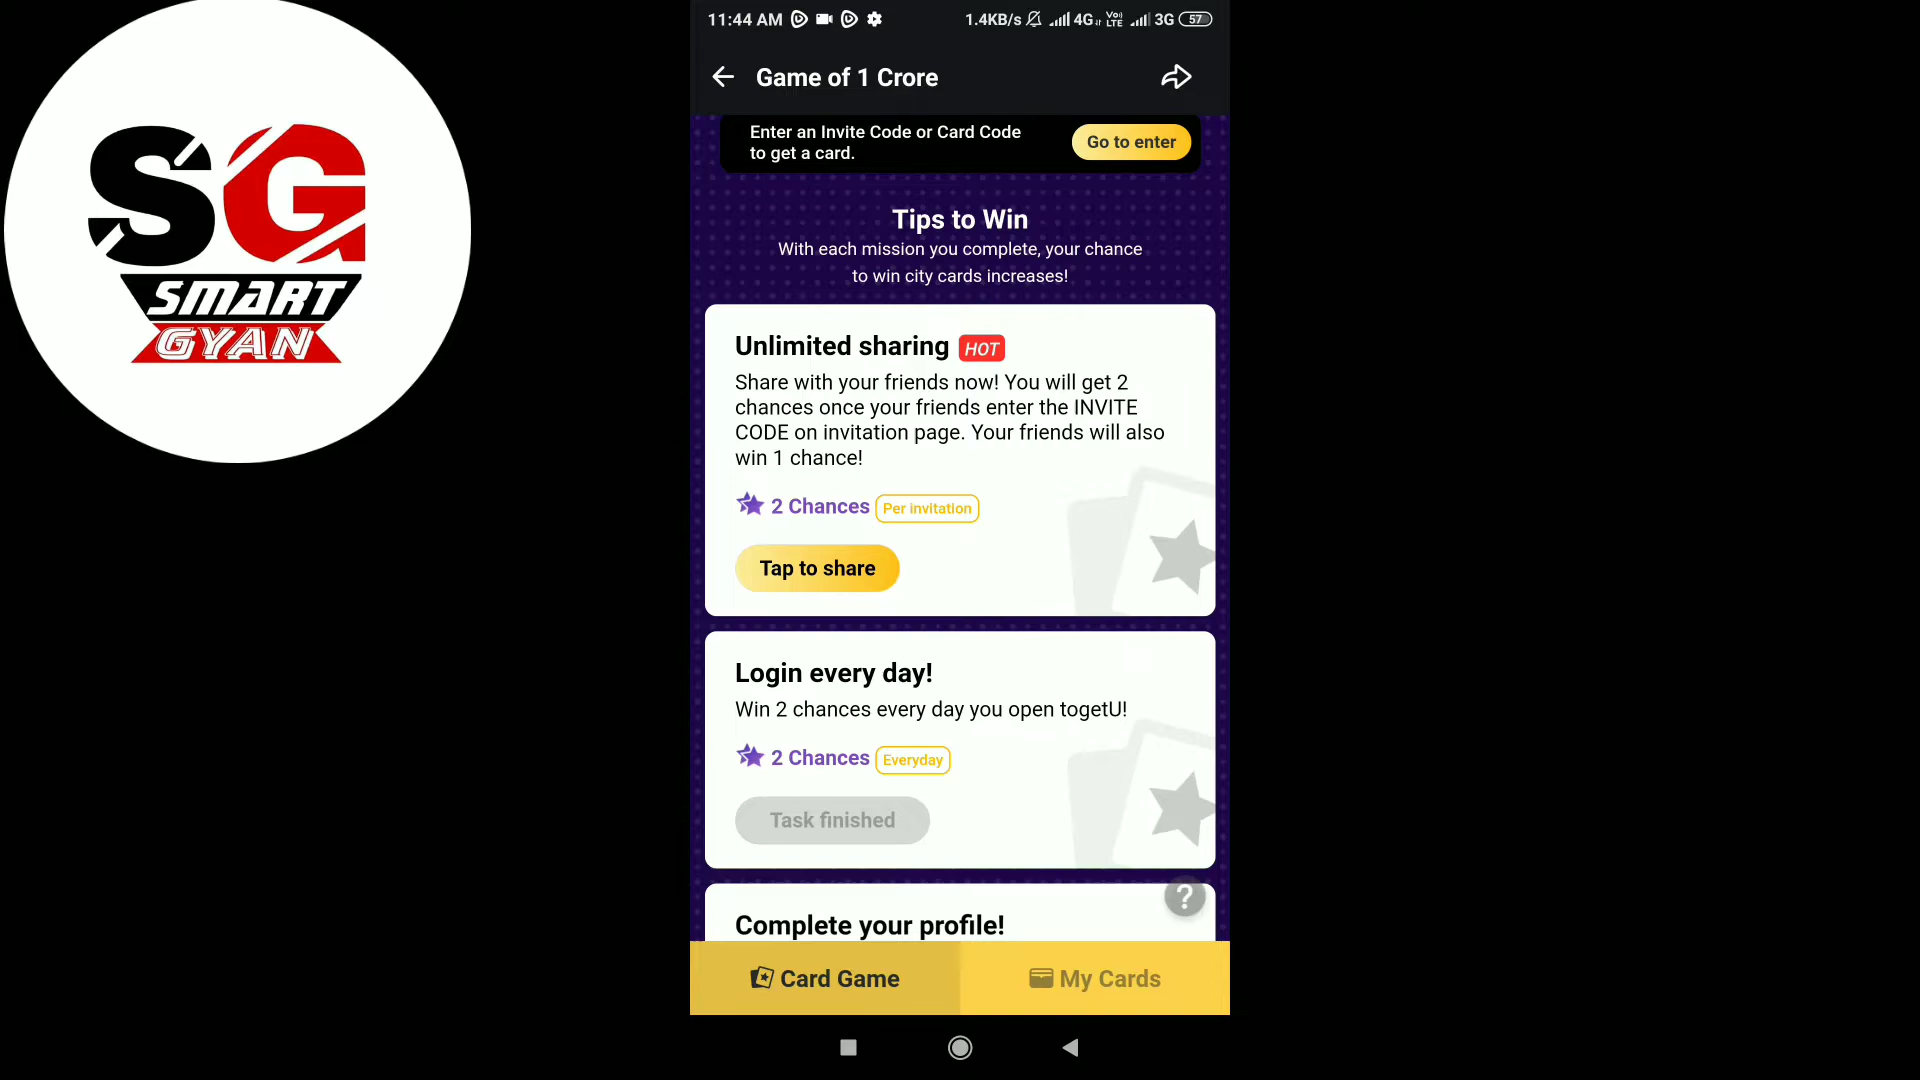 SG
SMART
GYAN
11:44 AM
1.4KB/s 4G Vo) LTE 3G 57
Game of 1 Crore
Enter an Invite Code or Card Code
to get a card.
Go to enter
Tips to Win
With each mission you complete, your chance
to win city cards increases!
Unlimited sharing HOT
Share with your friends now! You will get 2
chances once your friends enter the INVITE
CODE on invitation page. Your friends will also
win 1 chance!
2 Chances Per invitation
Tap to share
Login every day!
Win 2 chances every day you open togetU!
2 Chances Everyday
Task finished
?
Complete your profile!
Card Game
My Cards